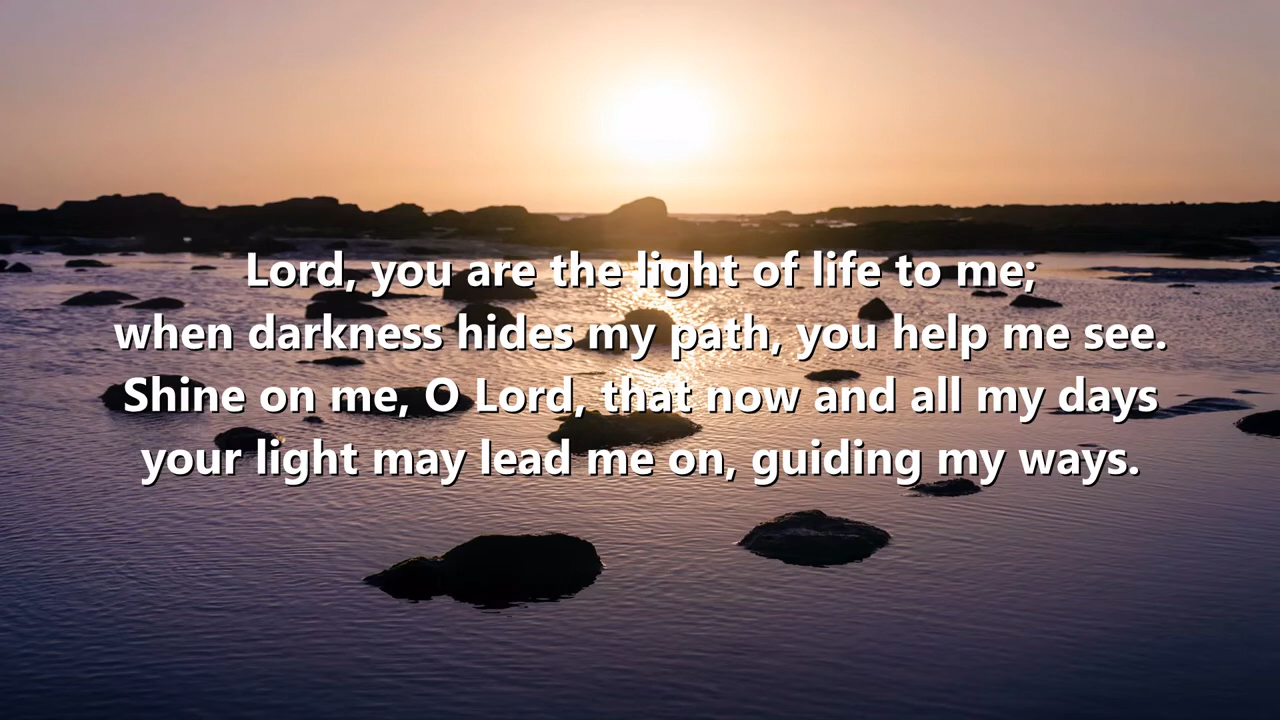 Lord, you are the light of life to me;
when darkness hides my path, you help me see.
Shine on me, O Lord, that now and all my days
your light may lead me on, guiding my ways.